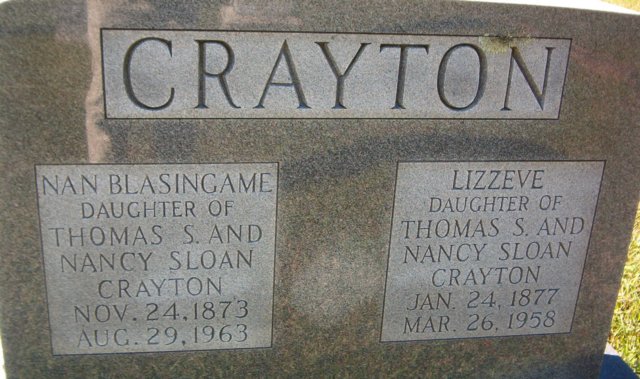 CRAYTON
NAN BLASINGAME
DAUGHTER OF
THOMAS S. AND
NANCY SLOAN
CRAYTON
NOV. 24, 1873
AUG. 29, 1963
LIZZEVE
DAUGHTER OF
THOMAS S. AND
NANCY SLOAN
CRAYTON
JAN. 24, 1877
MAR. 26, 1958